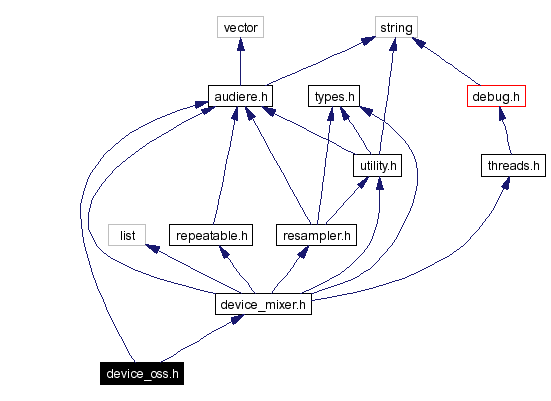 vector
string
audiere.h
types.h
debug.h
utility.h
threads.h
list
repeatable.h
resampler.h
device_mixer.h
device_oss.h